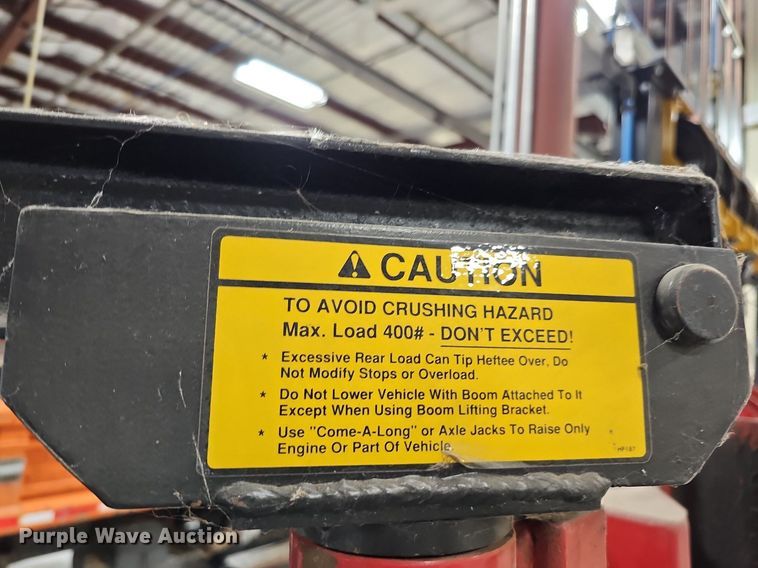 CAUTION
TO AVOID CRUSHING HAZARD
Max. Load 400# - DON'T EXCEED!
* Excessive Rear Load Can Tip Heftee Over, Do
Not Modify Stops or Overload.
* Do Not Lower Vehicle With Boom Attached To It
Except When Using Boom Lifting Bracket.
* Use "Come-A-Long" or Axle Jacks To Raise Only
Engine Or Part Of Vehicle
Purple Wave Auction